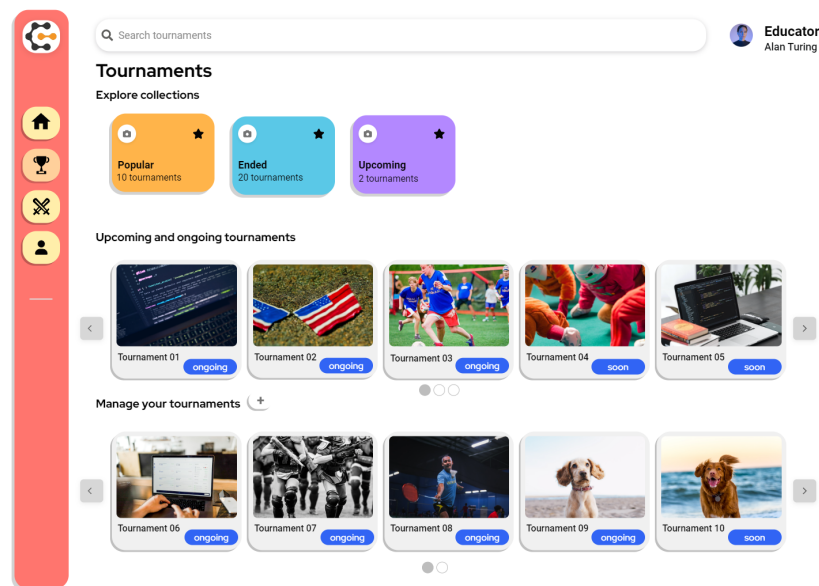 Search tournaments
Educator
Alan Turing
Tournaments
Explore collections
Popular
10 tournaments
Ended
20 tournaments
Upcoming
2 tournaments
Upcoming and ongoing tournaments
Tournament 01
ongoing
Tournament 02
ongoing
Tournament 03
ongoing
Tournament 04
soon
Tournament 05
soon
Manage your tournaments +
Tournament 06
ongoing
Tournament 07
ongoing
Tournament 08
ongoing
Tournament 09
ongoing
Tournament 10
soon